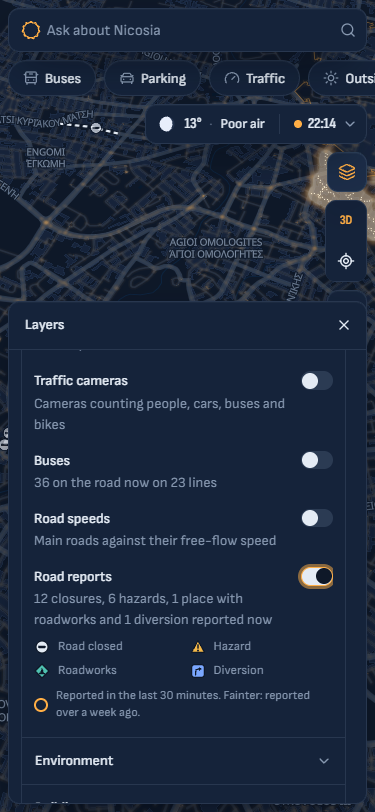 Ask about Nicosia
Buses
Parking
Traffic
ΚΥΡΙΑΚΟΥ ΜΑΤΣΗ
13°
·
Poor air
22:14
ENGOMI
ΕΓΚΩΜΗ
3D
AGIOI OMOLOGITES
ΆΓΙΟΙ ΟΜΟΛΟΓΗΤΈΣ
Layers
Traffic cameras
Cameras counting people, cars, buses and
bikes
Buses
36 on the road now on 23 lines
Road speeds
Main roads against their free-flow speed
Road reports
12 closures, 6 hazards, 1 place with
roadworks and 1 diversion reported now
Road closed
Hazard
Roadworks
Diversion
Reported in the last 30 minutes. Fainter: reported
over a week ago.
Environment